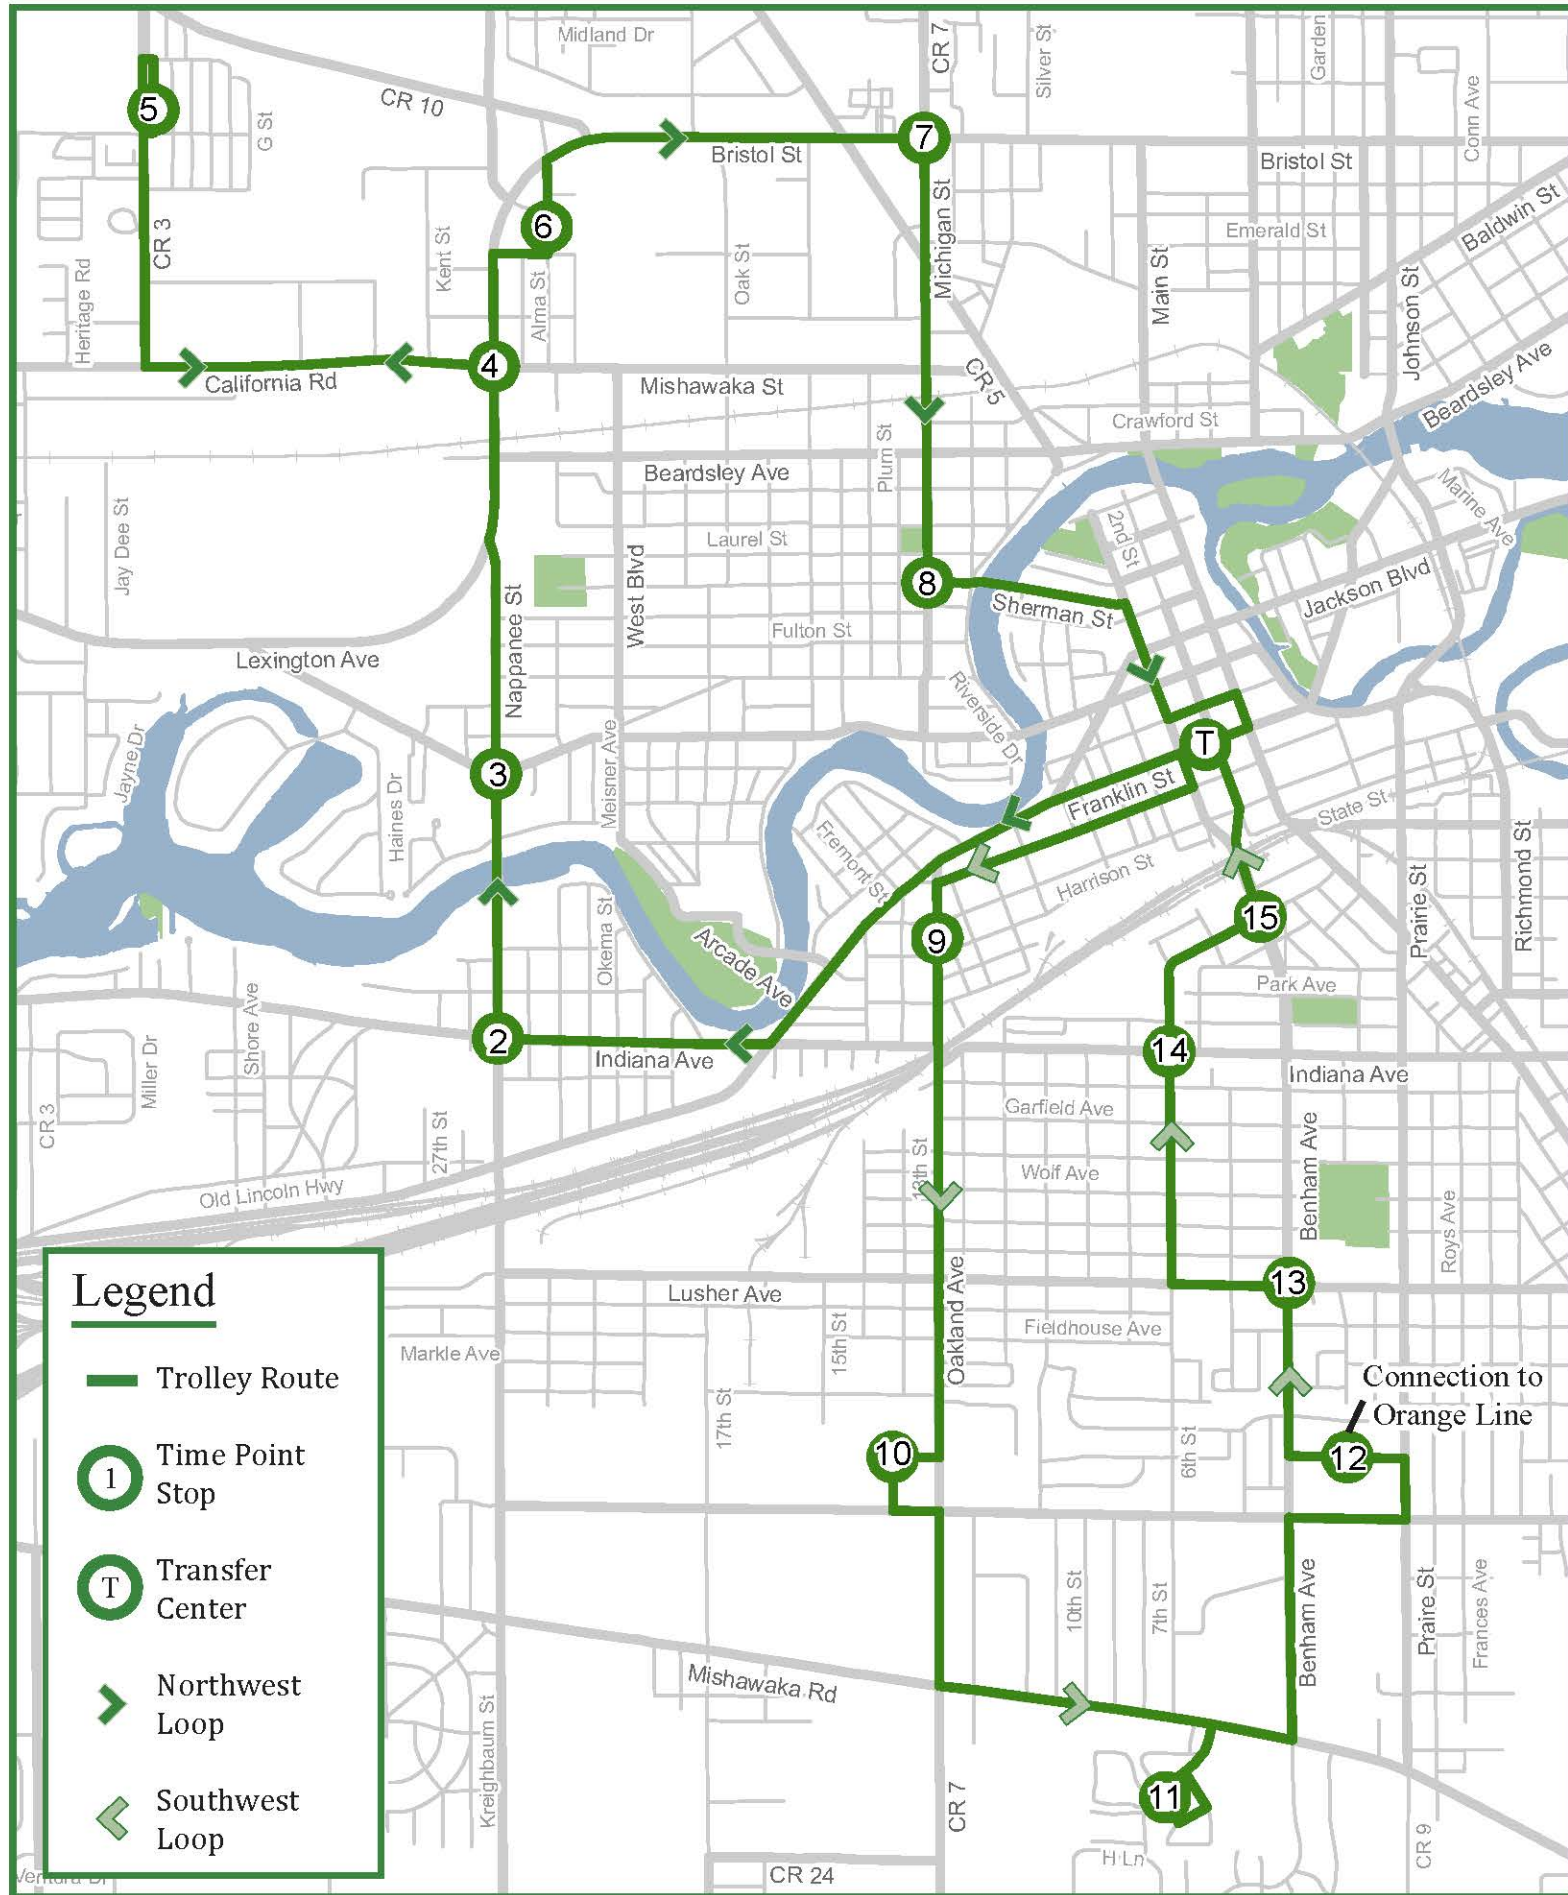 Midland Dr
CR 7
Silver St
Garden
CR 10
G St
5
7
Bristol St
Bristol St
Conn Ave
Baldwin St
CR 3
6
Kent St
Michigan St
Emerald St
Heritage Rd
Alma St
Oak St
Main St
Johnson St
4
California Rd
Mishawaka St
CR 5
Beardsley Ave
Crawford St
Plum St
Beardsley Ave
Jay Dee St
Laurel St
2nd St
Marine Ave
West Blvd
8
Sherman St
Jackson Blvd
Nappanee St
Fulton St
Lexington Ave
Riverside Dr
Jayne Dr
3
Meisner Ave
T
Franklin St
State St
Haines Dr
Fremont St
Harrison St
Richmond St
Prairie St
15
9
Okema St
Arcade Ave
Park Ave
Shore Ave
2
Indiana Ave
14
Indiana Ave
Miller Dr
CR 3
27th St
Garfield Ave
13th St
Wolf Ave
Benham Ave
Roys Ave
Old Lincoln Hwy
Lusher Ave
13
Oakland Ave
Fieldhouse Ave
Markle Ave
15th St
17th St
Connection to
Orange Line
10
12
6th St
10th St
7th St
Benham Ave
Praire St
Frances Ave
Mishawaka Rd
Kreighbaum St
11
CR 7
H Ln
CR 9
CR 24
Ventura Dr
Legend
Trolley Route
1
Time Point
Stop
T
Transfer
Center
Northwest
Loop
Southwest
Loop